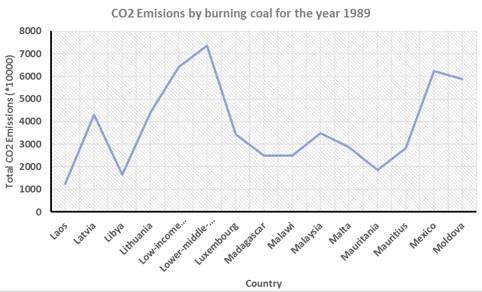 CO2 Emisions by burning coal for the year 1989
Total CO2 Emissions (*10000)
8000
7000
6000
5000
4000
3000
2000
1000
0
Laos
Latvia
Libya
Lithuania
Low-income...
Lower-middle-...
Luxembourg
Madagascar
Malawi
Malaysia
Malta
Mauritania
Mauritius
Mexico
Moldova
Country